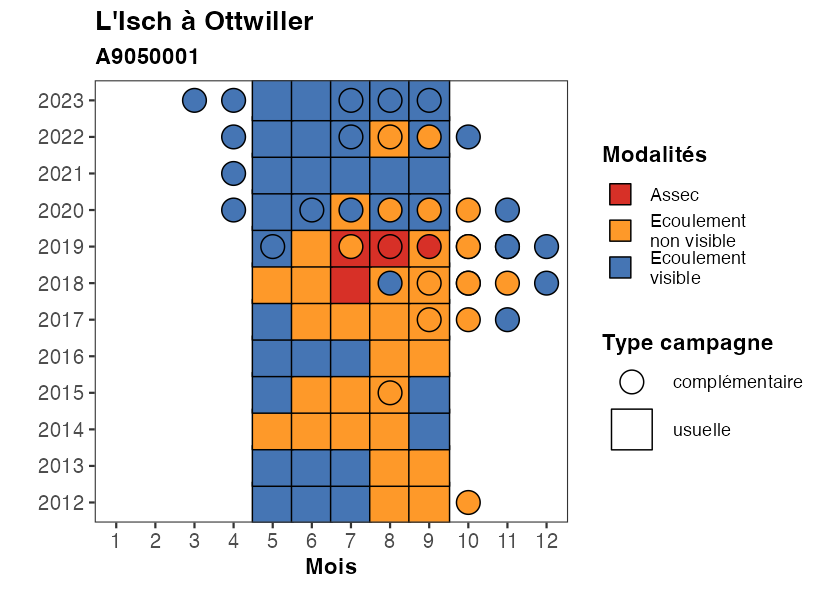 L'Isch à Ottwiller
A9050001
2023
2022
2021
2020
2019
2018
2017
2016
2015
2014
2013
2012
1 2 3 4 5 6 7 8 9 10 11 12
Mois
Modalités
Assec
Ecoulement
non visible
Ecoulement
visible
Type campagne
complémentaire
usuelle